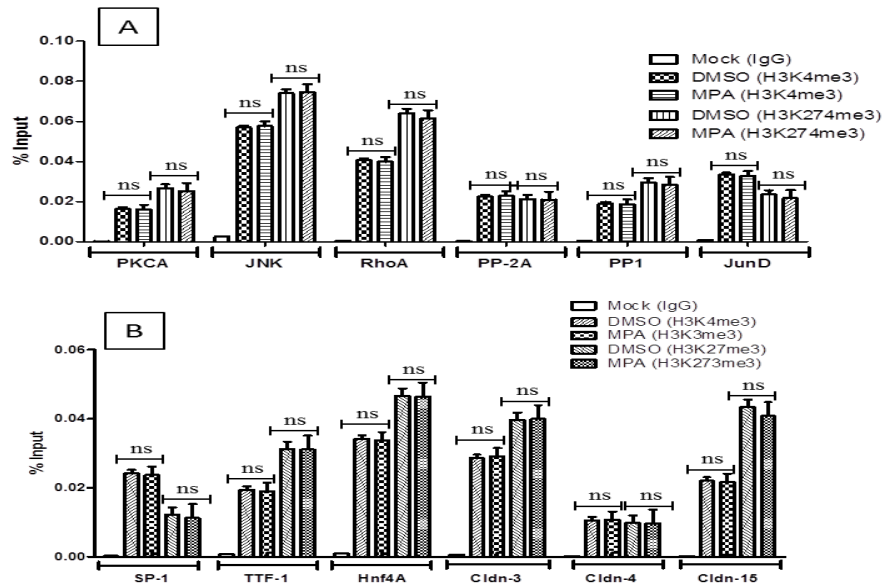 A
0.10
0.08
0.06
0.04
0.02
0.00
% Input
ns ns ns ns ns ns ns ns ns ns ns ns
Mock (IgG)
DMSO (H3K4me3)
MPA (H3K4me3)
DMSO (H3K274me3)
MPA (H3K274me3)
PKCA JNK RhoA PP-2A PP1 JunD
B
Mock (IgG)
DMSO (H3K4me3)
MPA (H3K3me3)
DMSO (H3K27me3)
MPA (H3K273me3)
0.06
0.04
0.02
0.00
% Input
ns ns ns ns ns ns ns ns ns ns ns ns
SP-1 TTF-1 Hnf4A Cldn-3 Cldn-4 Cldn-15